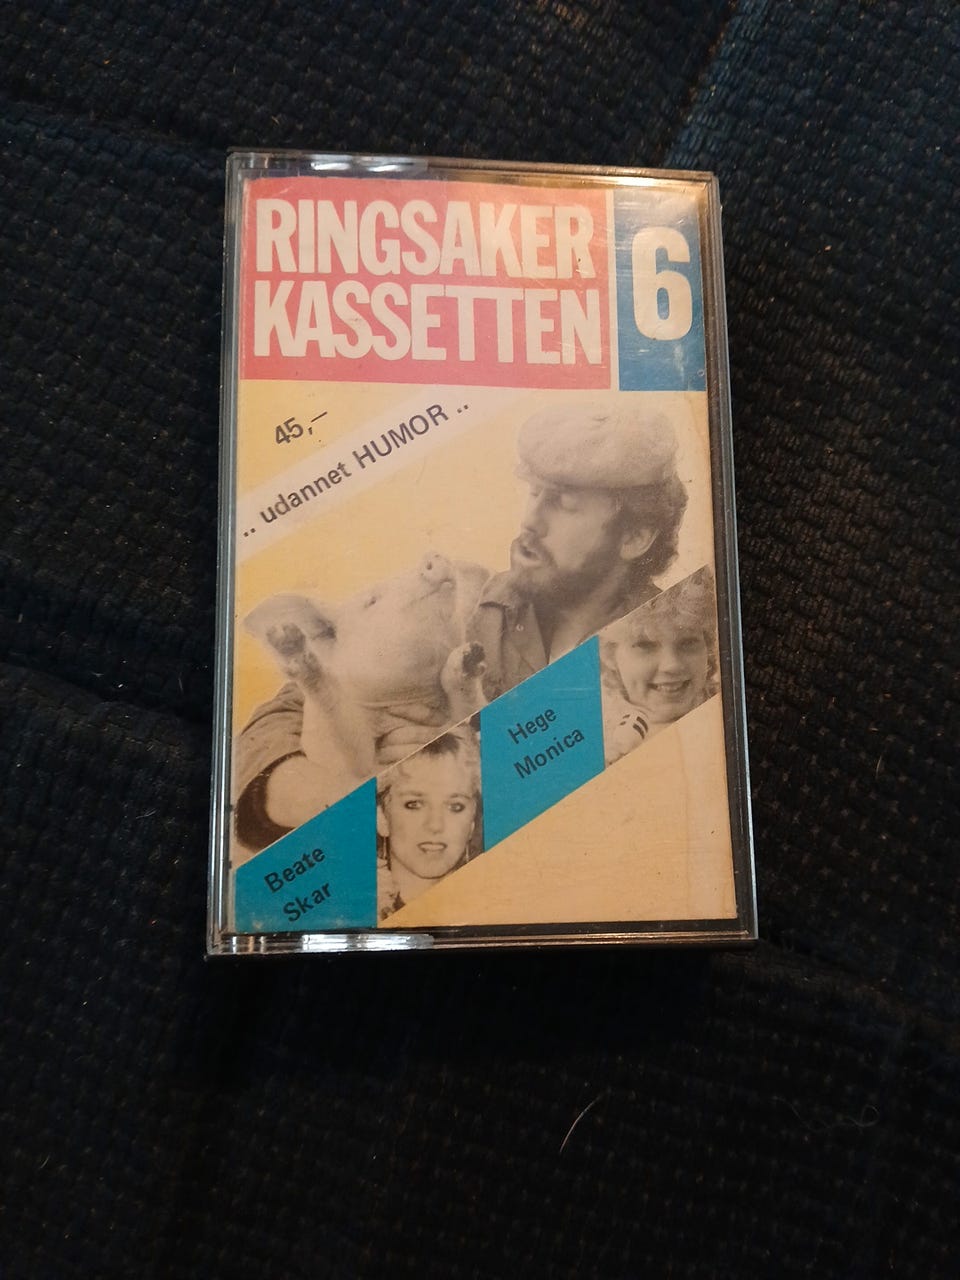 RINGSAKER
KASSETTEN
6
45,-
.. udannet HUMOR ..
Hege
Monica
Beate
Skar